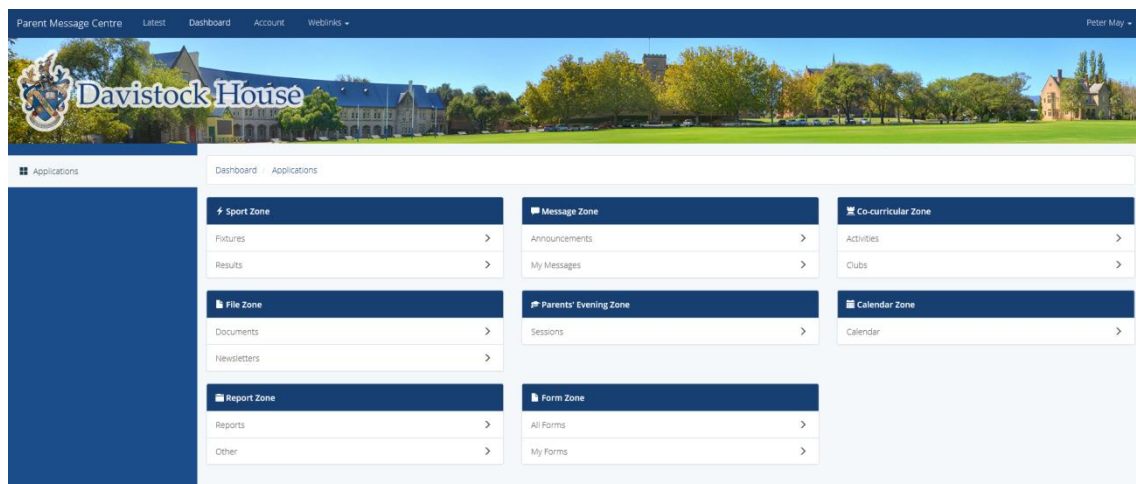 Parent Message Centre Latest Dashboard Account Weblinks Peter May
Davistock House
Applications
Dashboard / Applications
Sport Zone
Fixtures
Results
Message Zone
Announcements
My Messages
Co-curricular Zone
Activities
Clubs
File Zone
Documents
Newsletters
Parents' Evening Zone
Sessions
Calendar Zone
Calendar
Report Zone
Reports
Other
Form Zone
All Forms
My Forms